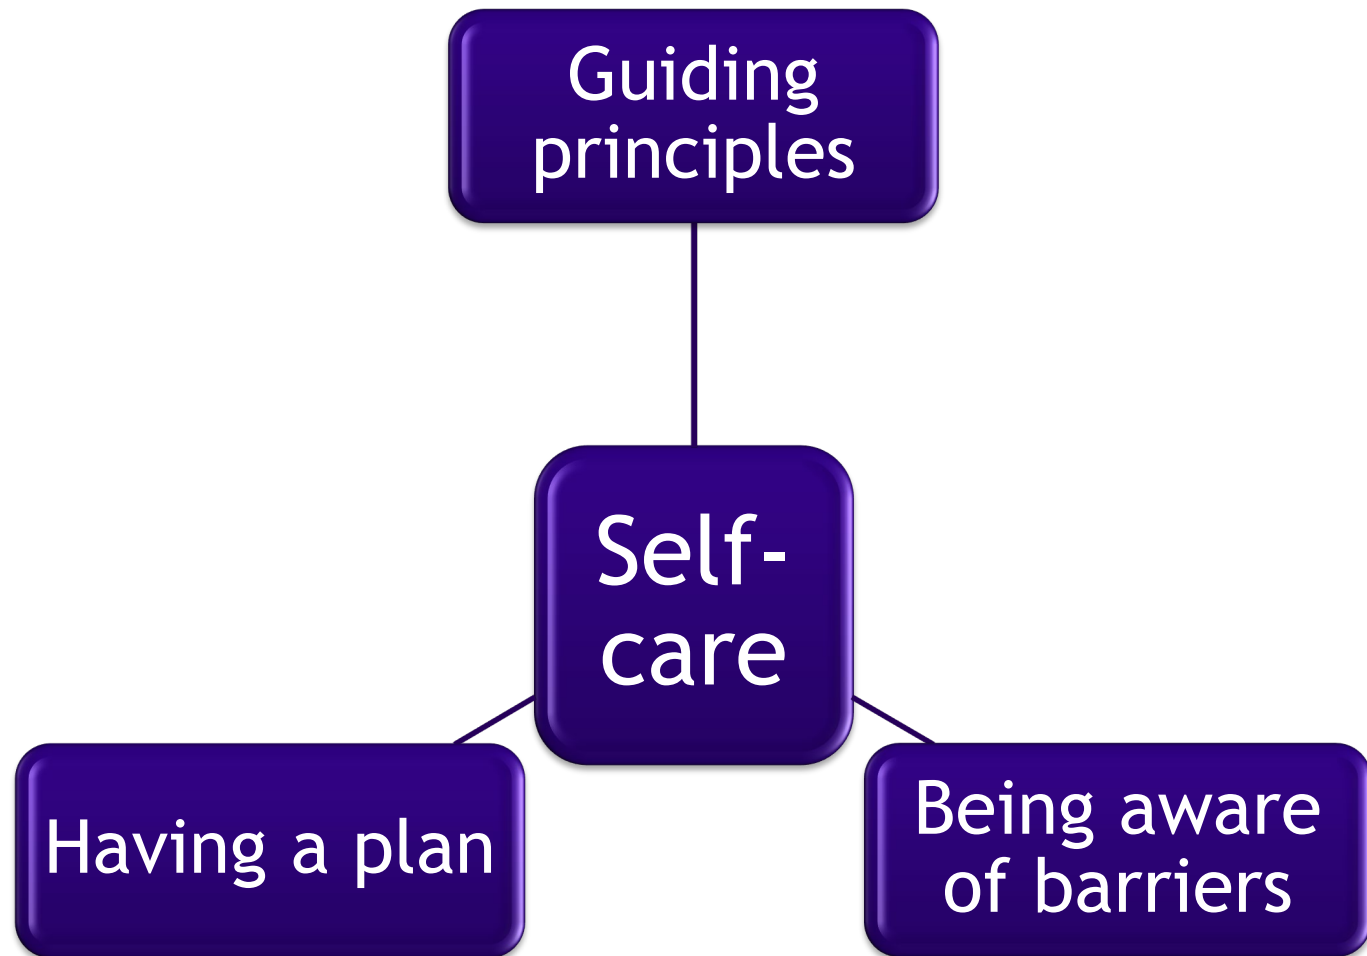 Guiding
principles
Self-
care
Having a plan
Being aware
of barriers